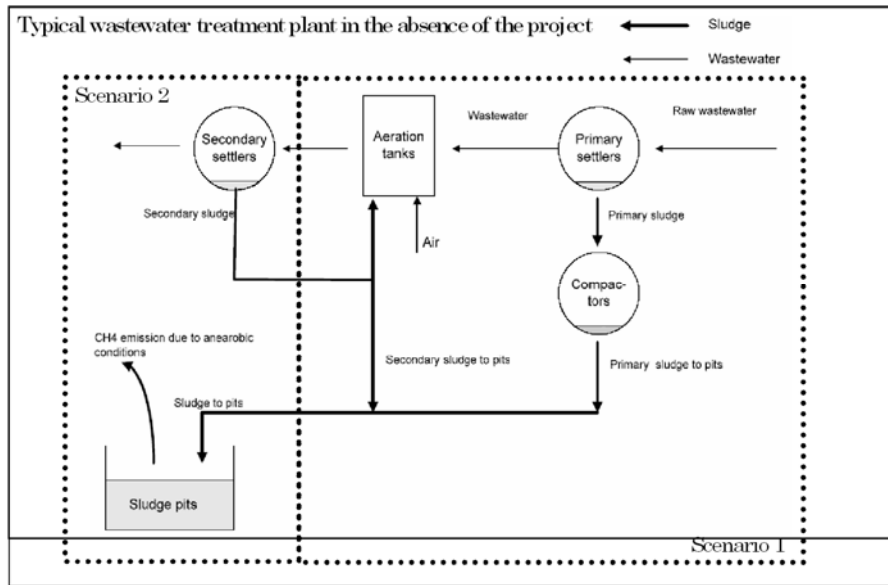 Typical wastewater treatment plant in the absence of the project
Sludge
Wastewater
Scenario 2
Secondary
settlers
Aeration
tanks
Wastewater
Primary
settlers
Raw wastewater
Secondary sludge
Air
Primary sludge
Compac-
tors
CH4 emission due to anearobic
conditions
Secondary sludge to pits
Primary sludge to pits
Sludge to pits
Sludge pits
Scenario 1